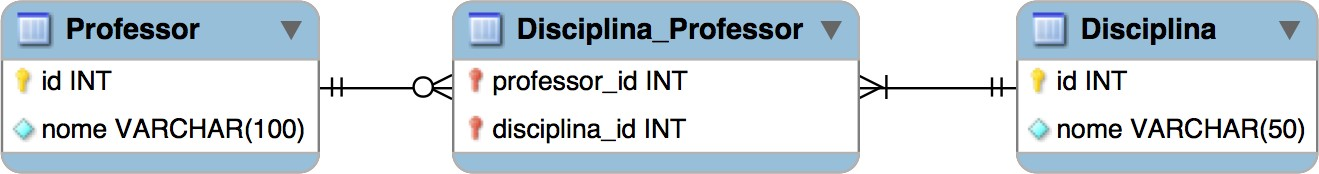 Professor
id INT
nome VARCHAR(100)
Disciplina_Professor
professor_id INT
disciplina_id INT
Disciplina
id INT
nome VARCHAR(50)